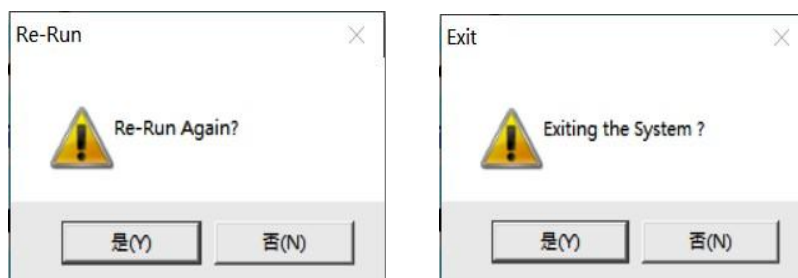 Re-Run
Re-Run Again?
是(Y)
否(N)
Exit
Exiting the System ?
是(Y)
否(N)